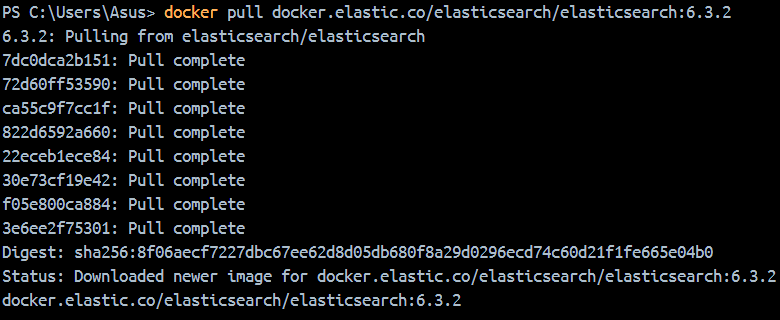 PS C:\Users\Asus> docker pull docker.elastic.co/elasticsearch/elasticsearch:6.3.2
6.3.2: Pulling from elasticsearch/elasticsearch
7dc0dca2b151: Pull complete
72d60ff53590: Pull complete
ca55c9f7cc1f: Pull complete
822d6592a660: Pull complete
22eceb1ece84: Pull complete
30e73cf19e42: Pull complete
f05e800ca884: Pull complete
3e6ee2f75301: Pull complete
Digest: sha256:8f06aecf7227dbc67ee62d8d05db680f8a29d0296ecd74c60d21f1fe665e04b0
Status: Downloaded newer image for docker.elastic.co/elasticsearch/elasticsearch:6.3.2
docker.elastic.co/elasticsearch/elasticsearch:6.3.2